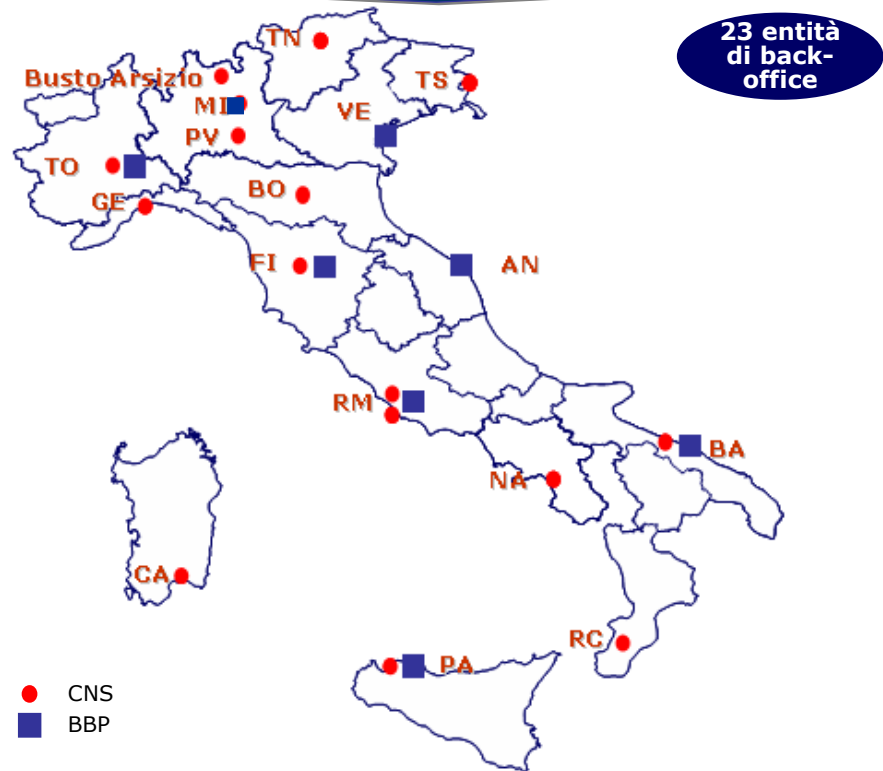 23 entità
di back-
office
TN
Busto Arsizio
TS
MI
VE
PV
TO
BO
GE
FI
AN
RM
BA
NA
CA
RC
PA
CNS
BBP